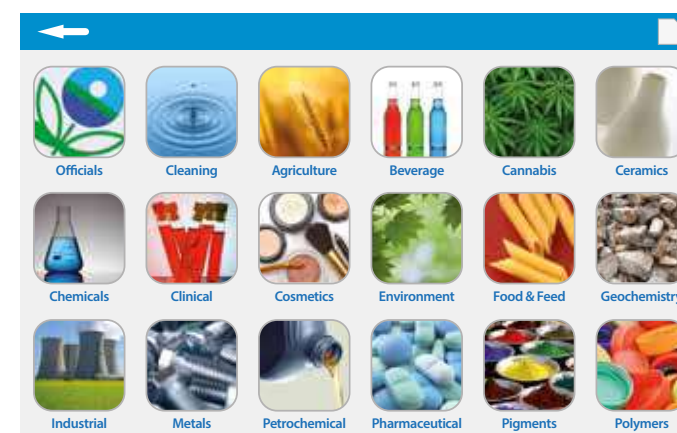 Officials Cleaning Agriculture Beverage Cannabis Ceramics
Chemicals Clinical Cosmetics Environment Food & Feed Geochemistry
Industrial Metals Petrochemical Pharmaceutical Pigments Polymers